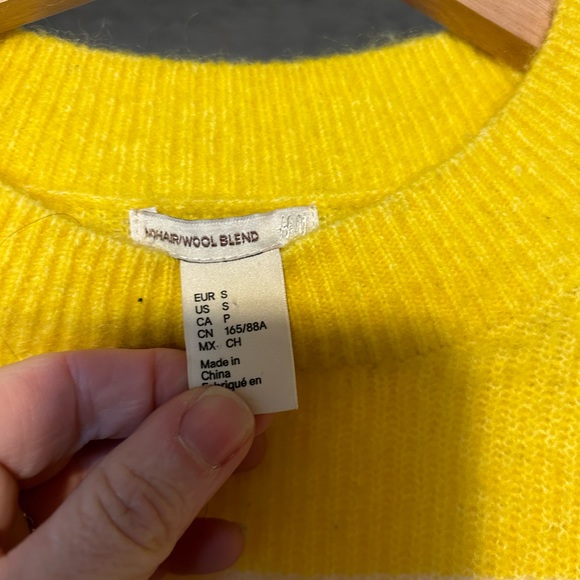 MOHAIR/WOOL BLEND
EUR S
US S
CA P
CN 165/88A
MX CH
Made in
China
Fabriqué en